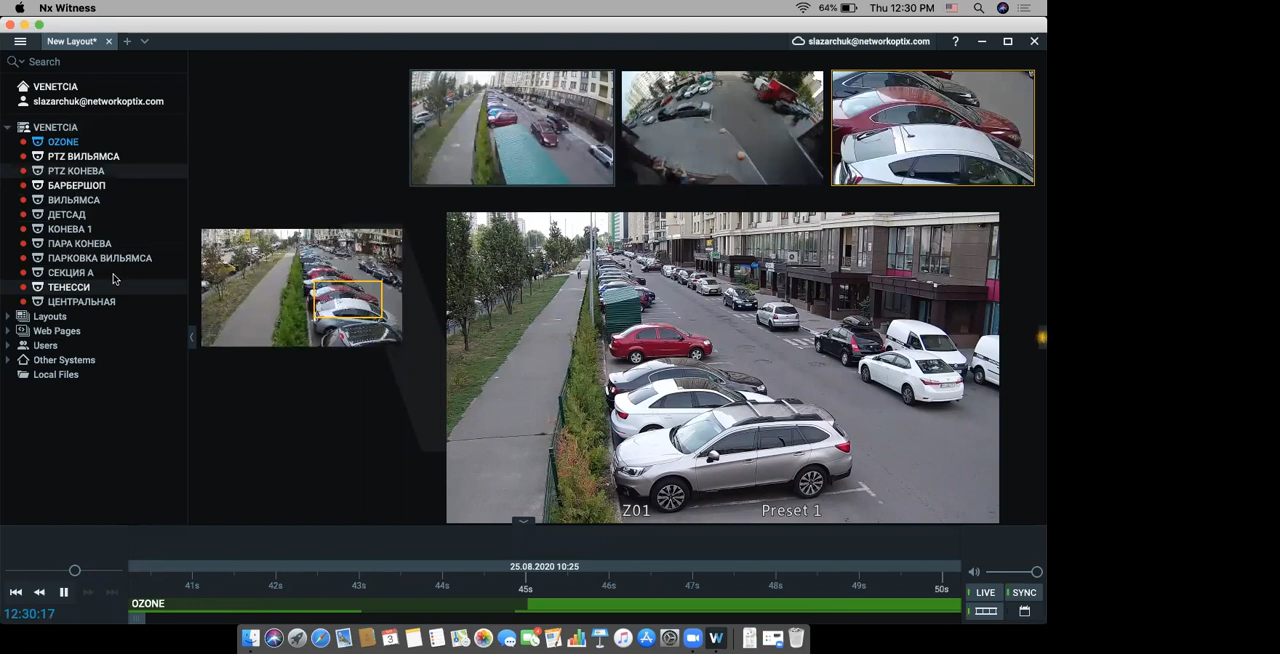 Nx Witness
64%
Thu 12:30 PM
New Layout*
slazarchuk@networkoptix.com
?
Search
VENETCIA
slazarchuk@networkoptix.com
VENETCIA
OZONE
PTZ ВИЛЬЯМСА
PTZ КОНЕВА
БАРБЕРШОП
ВИЛЬЯМСА
ДЕТСАД
КОНЕВА 1
ПАРА КОНЕВА
ПАРКОВКА ВИЛЬЯМСА
СЕКЦИЯ А
ТЕНЕССИ
ЦЕНТРАЛЬНАЯ
Layouts
Web Pages
Users
Other Systems
Local Files
Z01
Preset 1
25.08.2020 10:25
41s
42s
43s
44s
45s
46s
47s
48s
49s
50s
LIVE
SYNC
OZONE
12:30:17